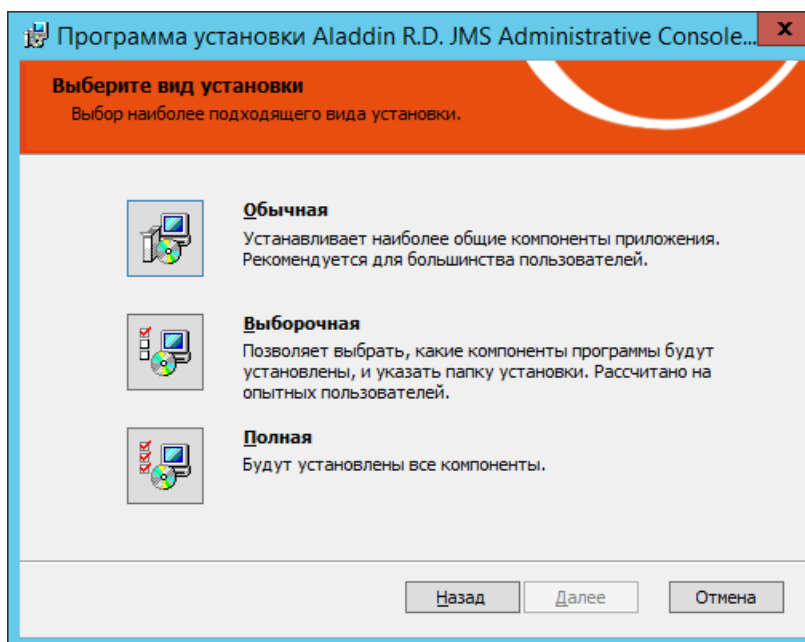 Программа установки Aladdin R.D. JMS Administrative Console...
x
Выберите вид установки
Выбор наиболее подходящего вида установки.
Обычная
Устанавливает наиболее общие компоненты приложения.
Рекомендуется для большинства пользователей.
Выборочная
Позволяет выбрать, какие компоненты программы будут
установлены, и указать папку установки. Рассчитано на
опытных пользователей.
Полная
Будут установлены все компоненты.
Назад
Далее
Отмена